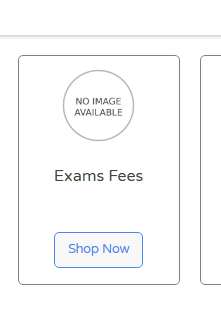 NO IMAGE
AVAILABLE
Exams Fees
Shop Now